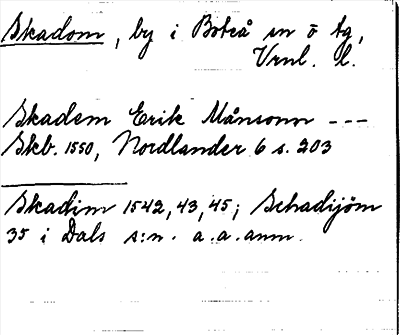 Skadom, by i Boteå sn ö tg,
Vrnl. l.
Skadem Erik Månsonn ---
Skb. 1550, Nordlander 6 s. 203
Skadim 1542, 43, 45; Schadijöm
35 i Dals s:n. a.a.anm.